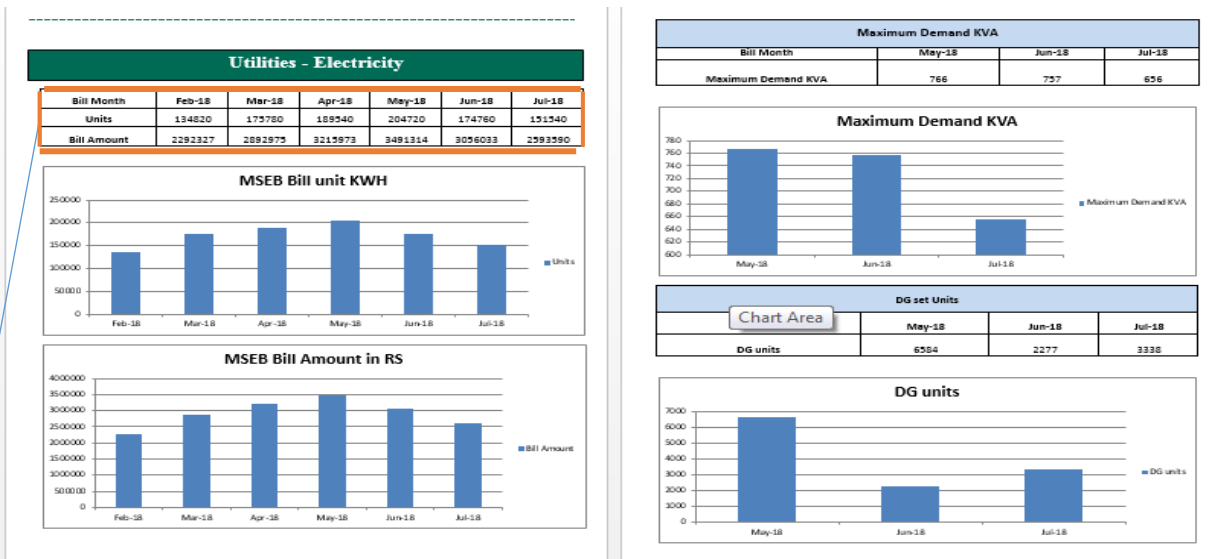 Utilities - Electricity
Bill Month Feb-18 Mar-18 Apr-18 May-18 Jun-18 Jul-18
Units 134820 175780 189540 204720 174760 151540
Bill Amount 2292327 2892975 3215973 3491314 3056033 2593590
MSEB Bill unit KWH
250000
200000
150000
100000
50000
0
Feb-18 Mar-18 Apr-18 May-18 Jun-18 Jul-18
Units
MSEB Bill Amount in RS
4000000
3500000
3000000
2500000
2000000
1500000
1000000
500000
0
Feb-18 Mar-18 Apr-18 May-18 Jun-18 Jul-18
Bill Amount
Maximum Demand KVA
Bill Month May-18 Jun-18 Jul-18
Maximum Demand KVA 766 757 656
Maximum Demand KVA
780
760
740
720
700
680
660
640
620
600
May-18 Jun-18 Jul-18
Maximum Demand KVA
DG set Units
Chart Area
May-18 Jun-18 Jul-18
DG units 6584 2277 3338
DG units
7000
6000
5000
4000
3000
2000
1000
0
May-18 Jun-18 Jul-18
DG units